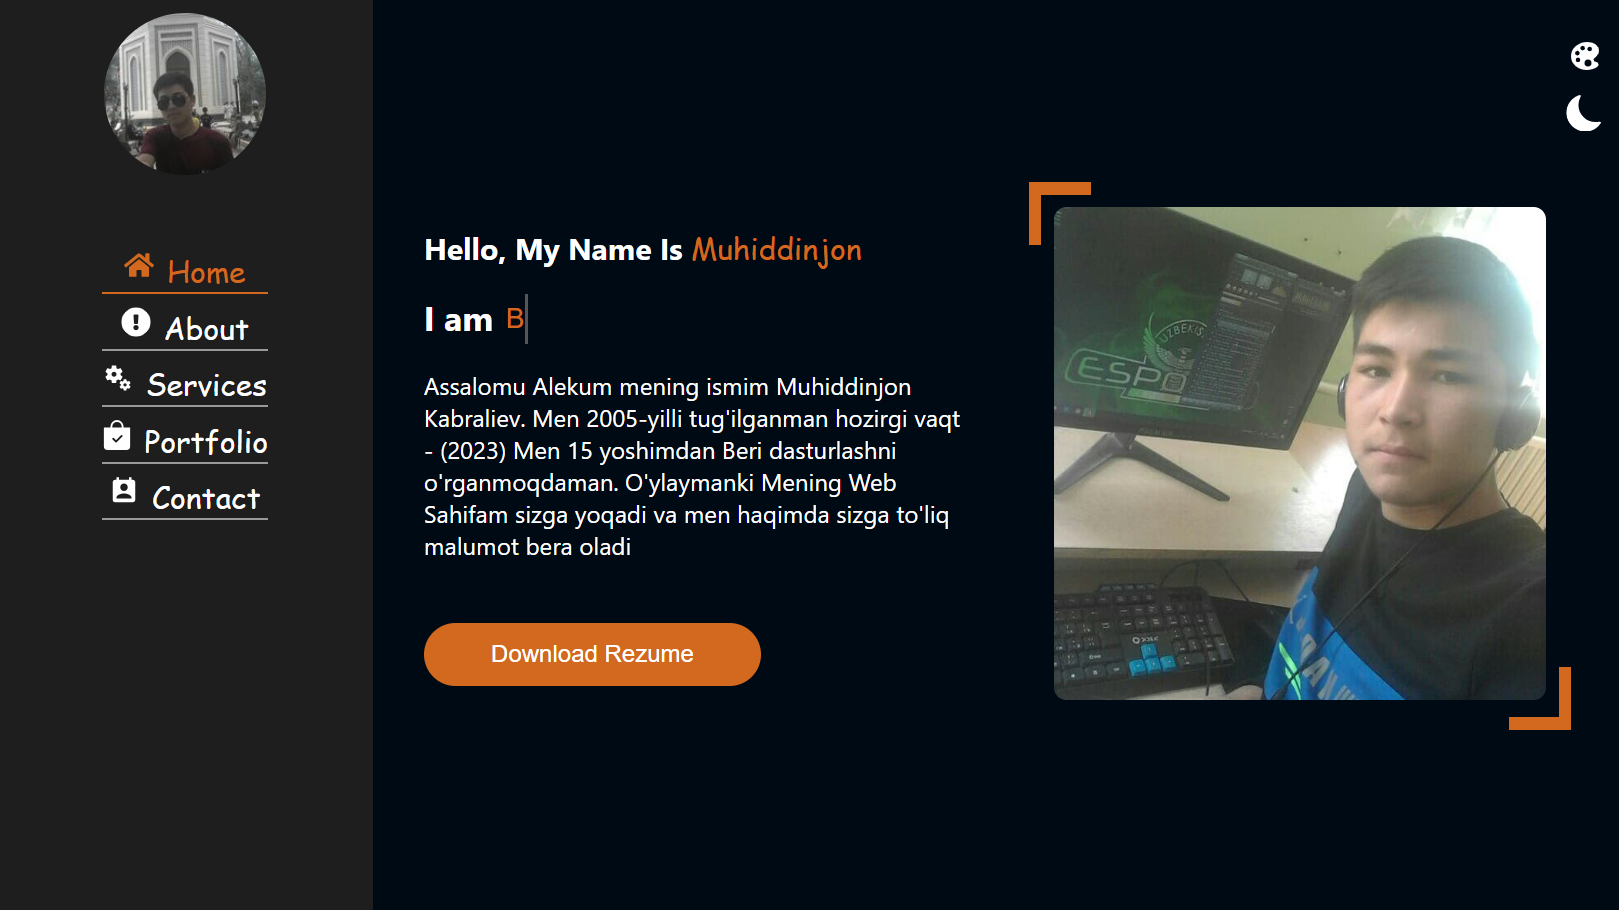 Home
About
Services
Portfolio
Contact
Hello, My Name Is Muhiddinjon
I am B
Assalomu Alekum mening ismim Muhiddinjon
Kabraliev. Men 2005-yilli tug'ilganman hozirgi vaqt
- (2023) Men 15 yoshimdan Beri dasturlashni
o'rganmoqdaman. O'ylaymanki Mening Web
Sahifam sizga yoqadi va men haqimda sizga to'liq
malumot bera oladi
Download Rezume
UZBEKIS
ESPO